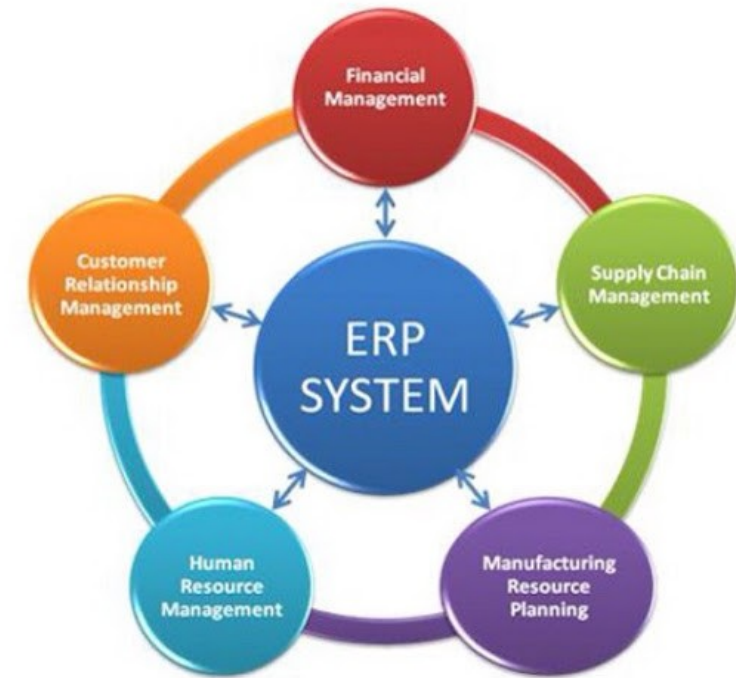 Financial
Management
Customer
Relationship
Management
Supply Chain
Management
ERP
SYSTEM
Human
Resource
Management
Manufacturing
Resource
Planning